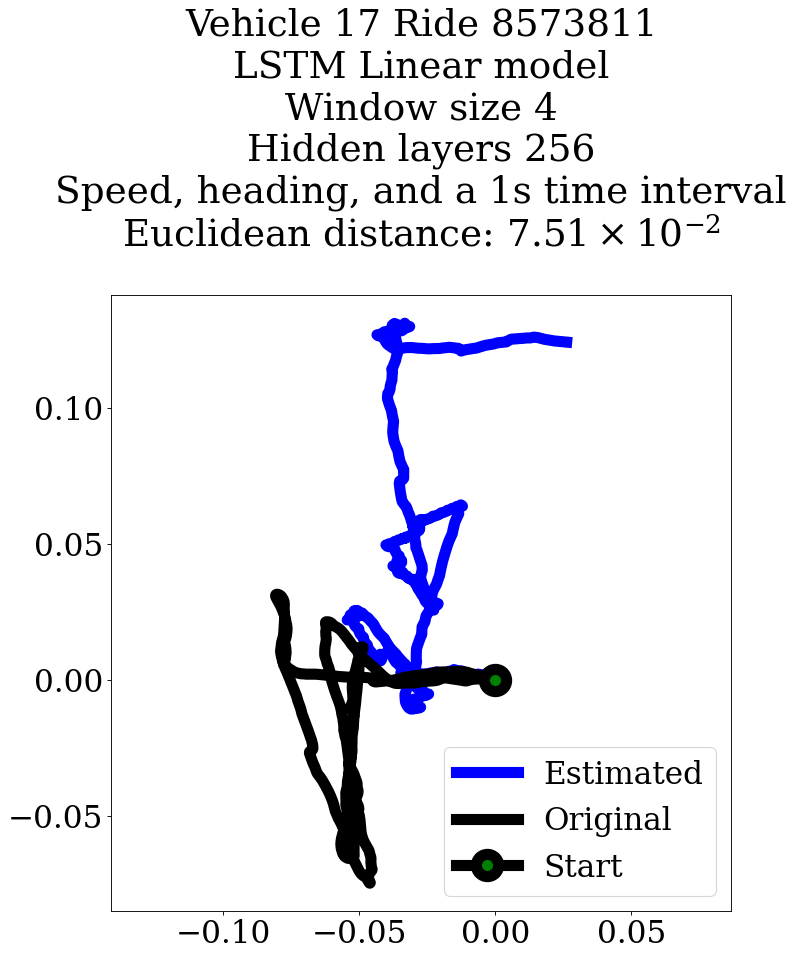 Vehicle 17 Ride 8573811
LSTM Linear model
Window size 4
Hidden layers 256
Speed, heading, and a 1s time interval
Euclidean distance: 7.51 × 10⁻²
0.10
0.05
0.00
−0.05
Estimated
Original
Start
−0.10 −0.05 0.00 0.05